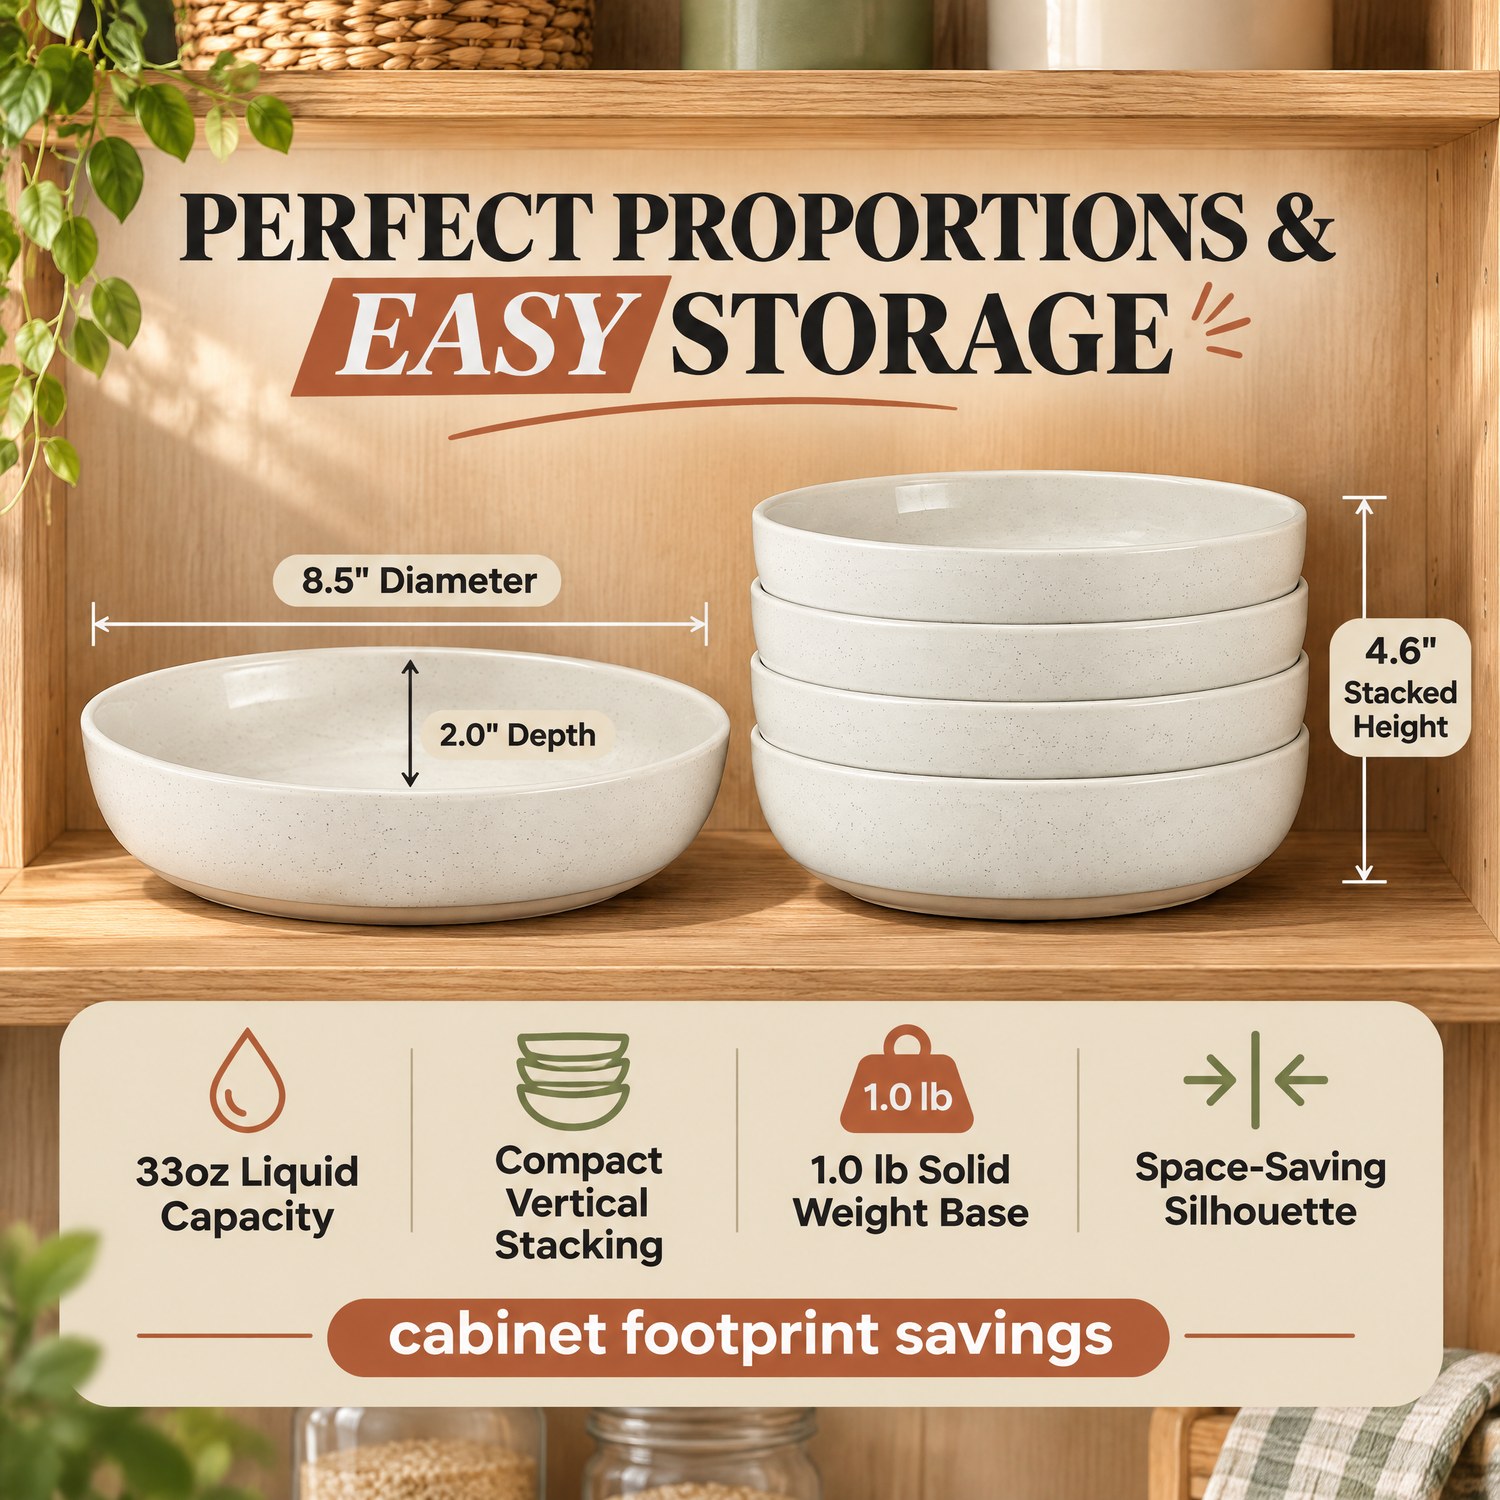 PERFECT PROPORTIONS &
EASY STORAGE
8.5" Diameter
2.0" Depth
4.6"
Stacked
Height
33oz Liquid
Capacity
Compact
Vertical
Stacking
1.0 lb
1.0 lb Solid
Weight Base
Space-Saving
Silhouette
cabinet footprint savings